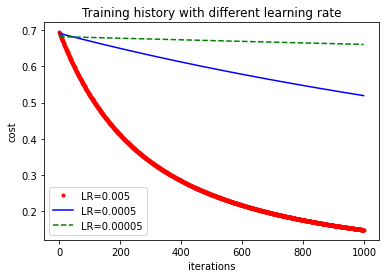 Training history with different learning rate
0.7
0.6
0.5
0.4
0.3
0.2
cost
LR=0.005
LR=0.0005
LR=0.00005
0 200 400 600 800 1000
iterations